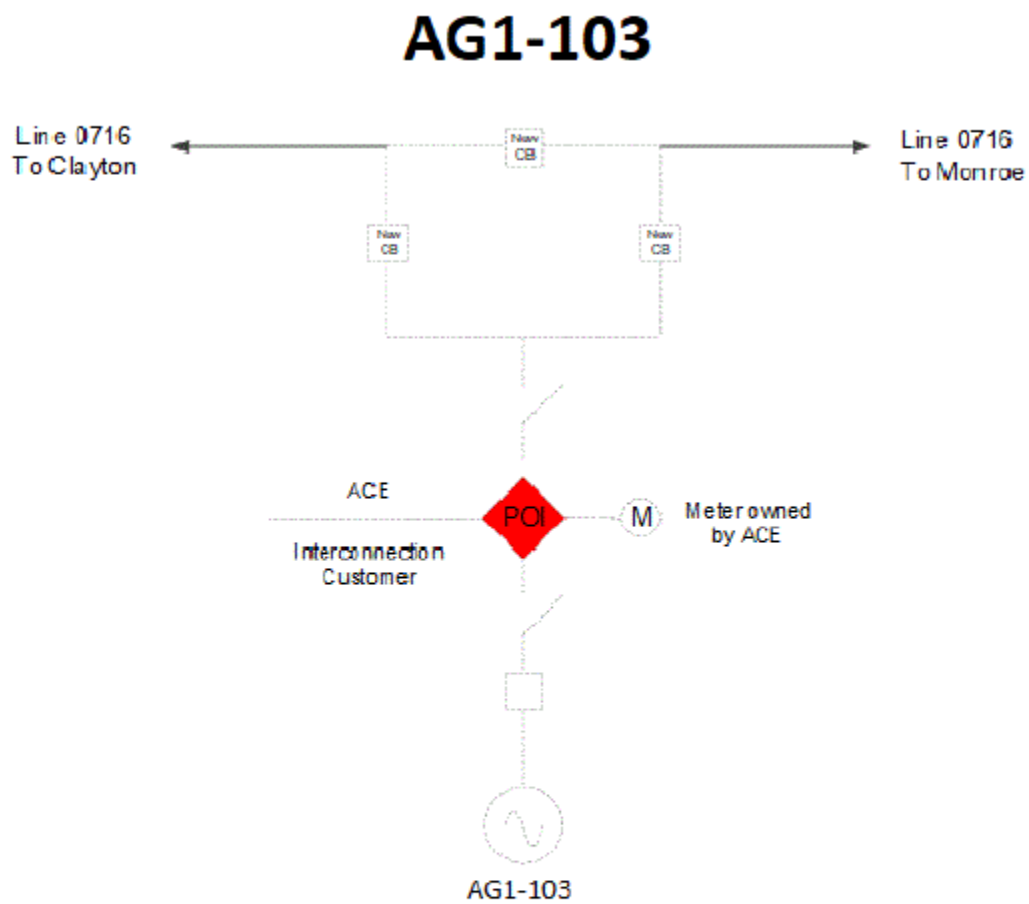 AG1-103
Line 0716
To Clayton
New
CB
Line 0716
To Monroe
New
CB
New
CB
ACE
Interconnection
Customer
POI
M
Meter owned
by ACE
AG1-103